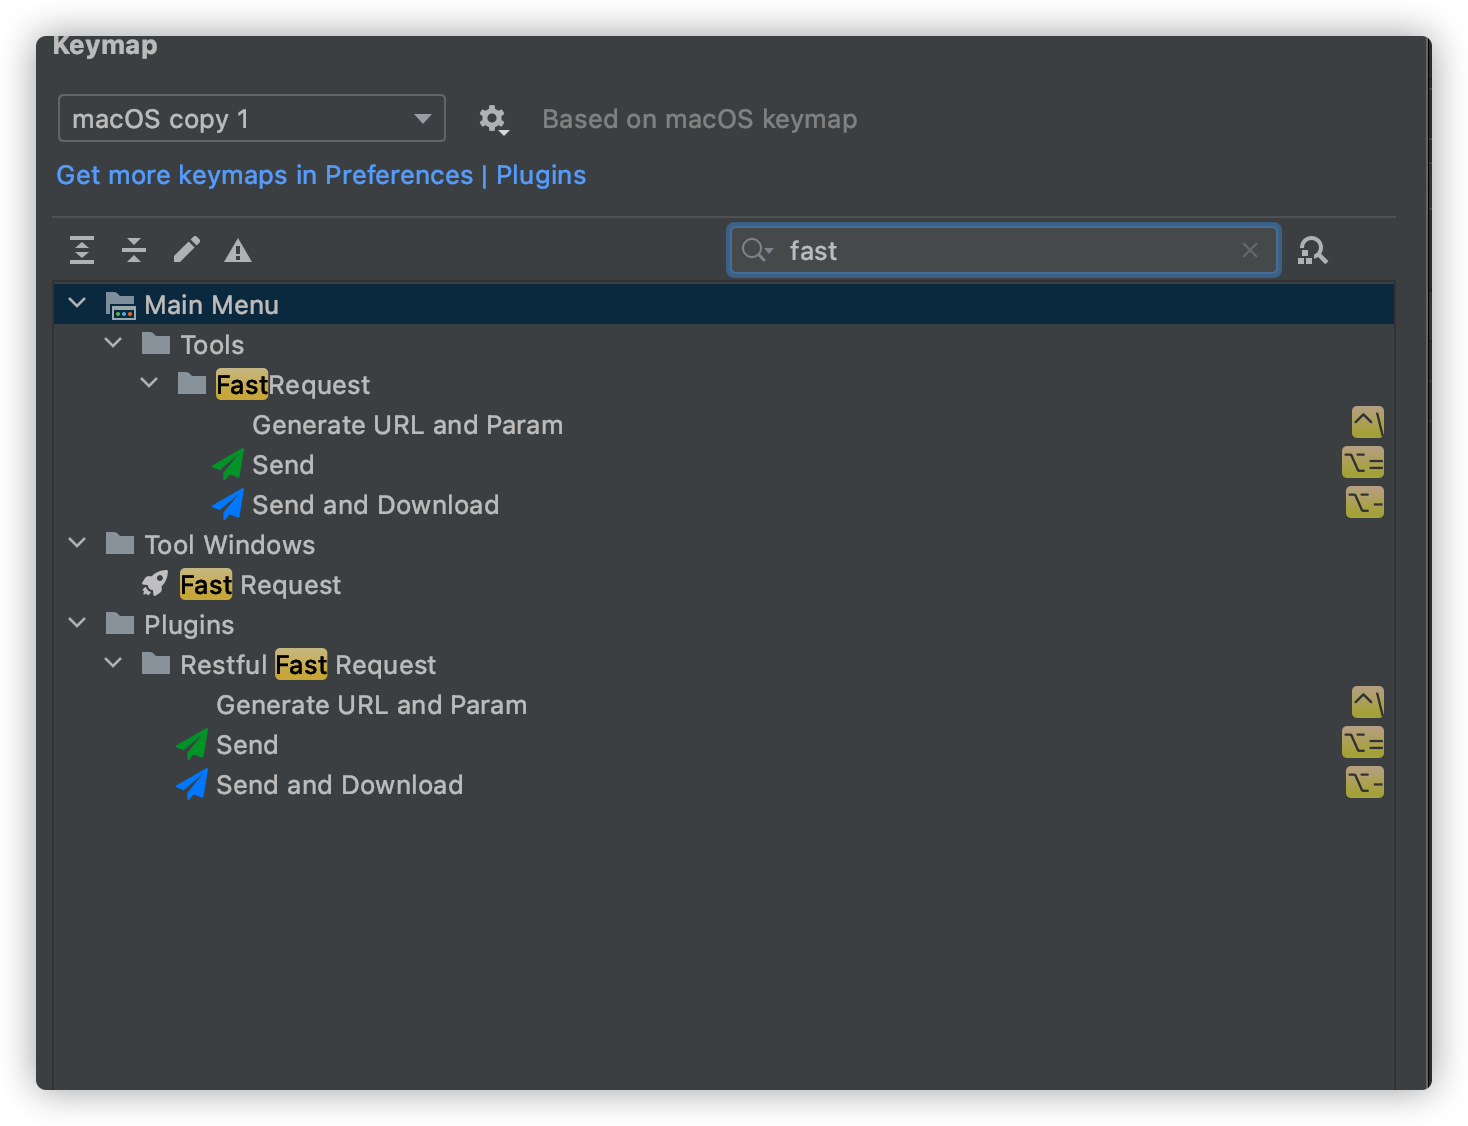 Keymap
macOS copy 1
Based on macOS keymap
Get more keymaps in Preferences | Plugins
fast
Main Menu
Tools
FastRequest
Generate URL and Param ^\
Send ⌥=
Send and Download ⌥-
Tool Windows
Fast Request
Plugins
Restful Fast Request
Generate URL and Param ^\
Send ⌥=
Send and Download ⌥-